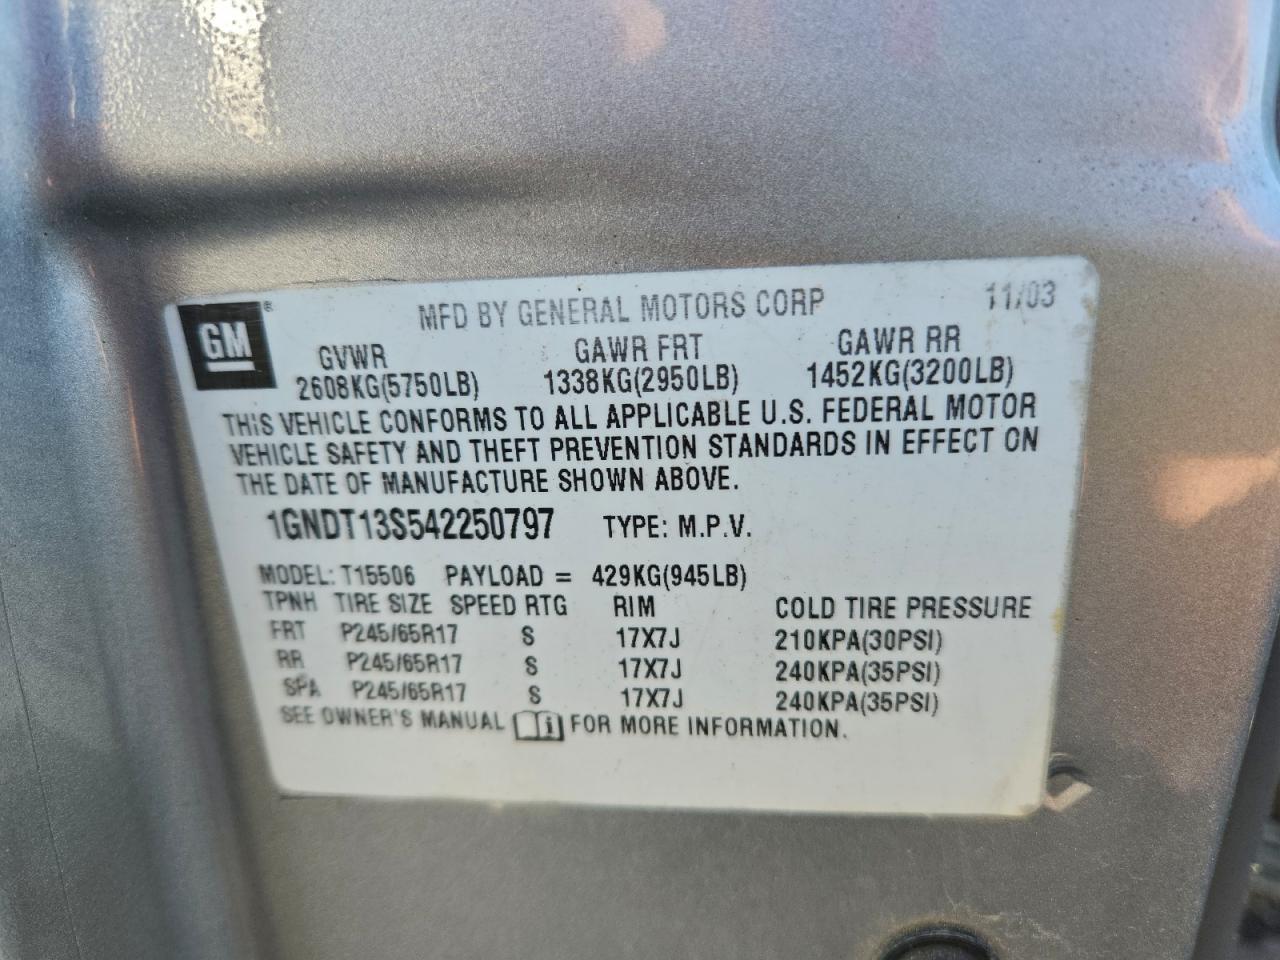 GM ® MFD BY GENERAL MOTORS CORP 11/03
GVWR GAWR FRT GAWR RR
2608KG(5750LB) 1338KG(2950LB) 1452KG(3200LB)
THIS VEHICLE CONFORMS TO ALL APPLICABLE U.S. FEDERAL MOTOR
VEHICLE SAFETY AND THEFT PREVENTION STANDARDS IN EFFECT ON
THE DATE OF MANUFACTURE SHOWN ABOVE.
1GNDT13S542250797 TYPE: M.P.V.
MODEL: T15506 PAYLOAD = 429KG(945LB)
TPNH TIRE SIZE SPEED RTG RIM COLD TIRE PRESSURE
FRT P245/65R17 S 17X7J 210KPA(30PSI)
RR P245/65R17 S 17X7J 240KPA(35PSI)
SPA P245/65R17 S 17X7J 240KPA(35PSI)
SEE OWNER'S MANUAL i FOR MORE INFORMATION.